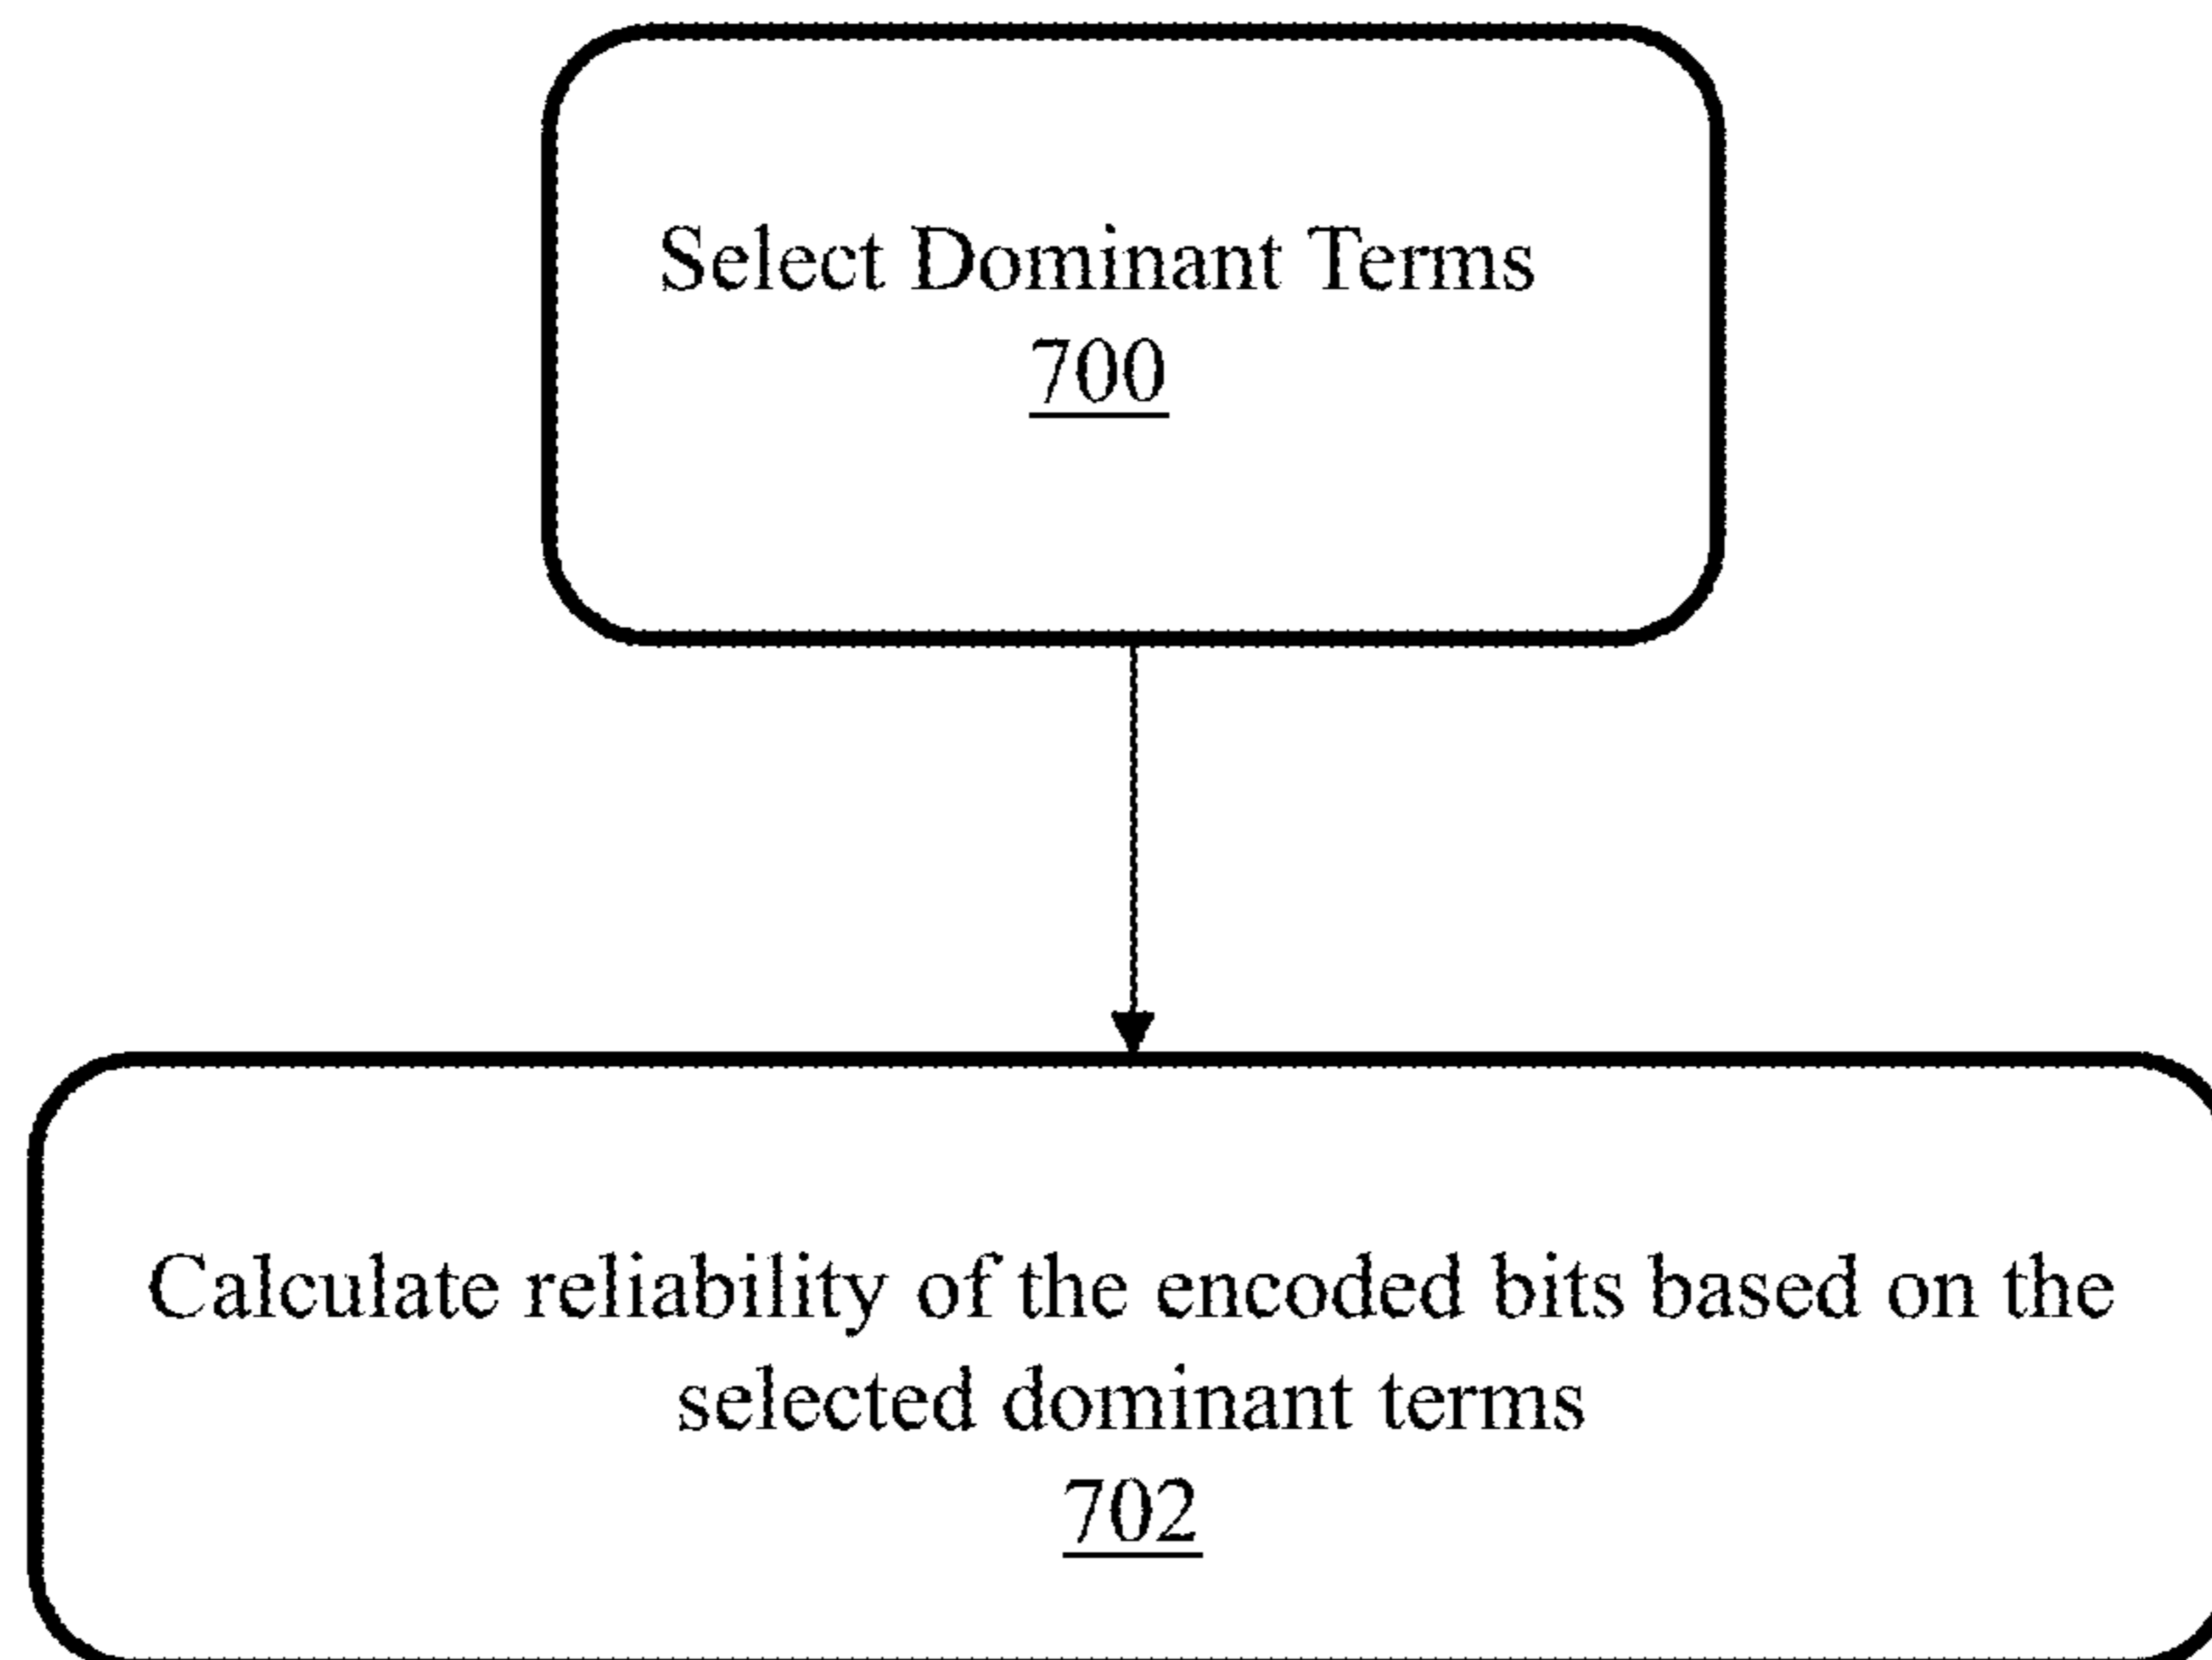 Select Dominant Terms
700
Calculate reliability of the encoded bits based on the
selected dominant terms
702